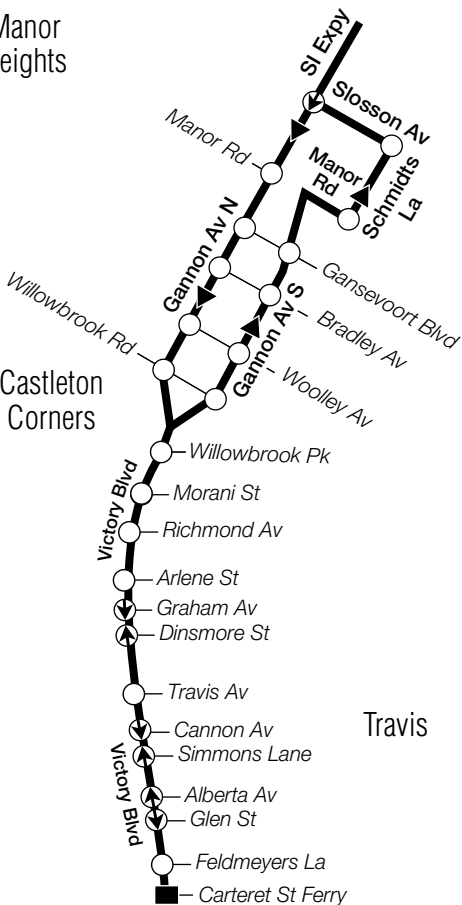 Manor
eights
SI Expy
Slosson Av
Manor Rd
Manor
Rd
Schmidts
La
Gannon Av N
Gansevoort Blvd
Willowbrook Rd
Gannon Av S
Bradley Av
Woolley Av
Castleton
Corners
Willowbrook Pk
Victory Blvd
Morani St
Richmond Av
Arlene St
Graham Av
Dinsmore St
Travis Av
Travis
Cannon Av
Simmons Lane
Victory Blvd
Alberta Av
Glen St
Feldmeyers La
Carteret St Ferry